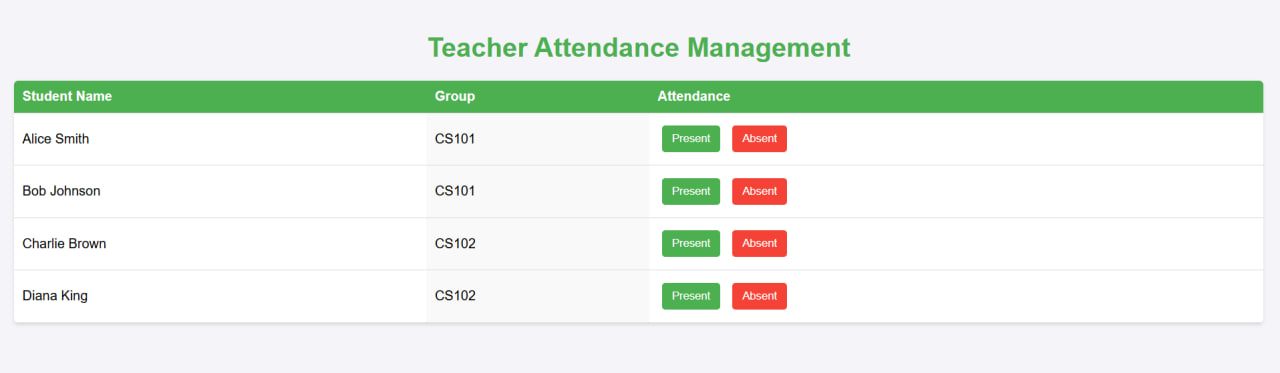 Teacher Attendance Management
Student Name Group Attendance
Alice Smith CS101 Present Absent
Bob Johnson CS101 Present Absent
Charlie Brown CS102 Present Absent
Diana King CS102 Present Absent